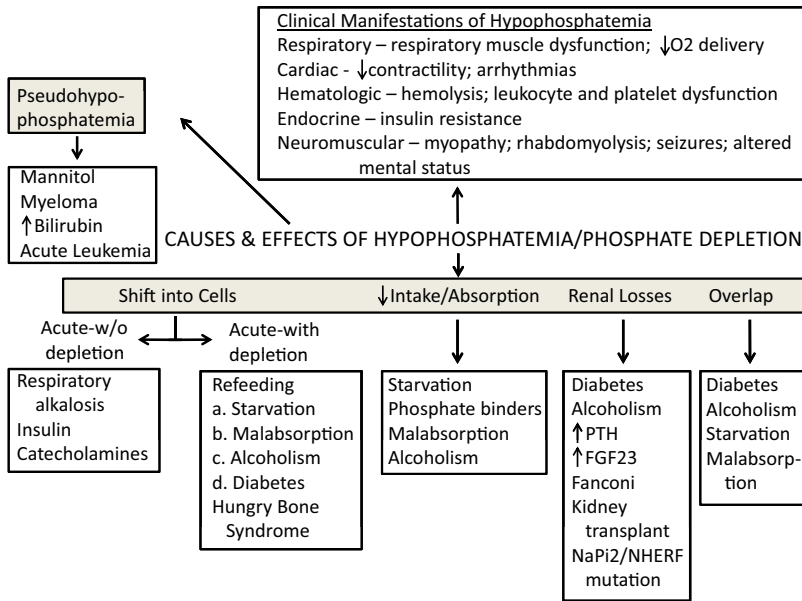 Clinical Manifestations of Hypophosphatemia
Respiratory – respiratory muscle dysfunction; ↓O2 delivery
Cardiac - ↓contractility; arrhythmias
Hematologic – hemolysis; leukocyte and platelet dysfunction
Endocrine – insulin resistance
Neuromuscular – myopathy; rhabdomyolysis; seizures; altered
mental status
Pseudohypo-
phosphatemia
Mannitol
Myeloma
↑Bilirubin
Acute Leukemia
CAUSES & EFFECTS OF HYPOPHOSPHATEMIA/PHOSPHATE DEPLETION
Shift into Cells ↓Intake/Absorption Renal Losses Overlap
Acute-w/o
depletion
Acute-with
depletion
Respiratory
alkalosis
Insulin
Catecholamines
Refeeding
a. Starvation
b. Malabsorption
c. Alcoholism
d. Diabetes
Hungry Bone
Syndrome
Starvation
Phosphate binders
Malabsorption
Alcoholism
Diabetes
Alcoholism
↑PTH
↑FGF23
Fanconi
Kidney
transplant
NaPi2/NHERF
mutation
Diabetes
Alcoholism
Starvation
Malabsorp-
tion